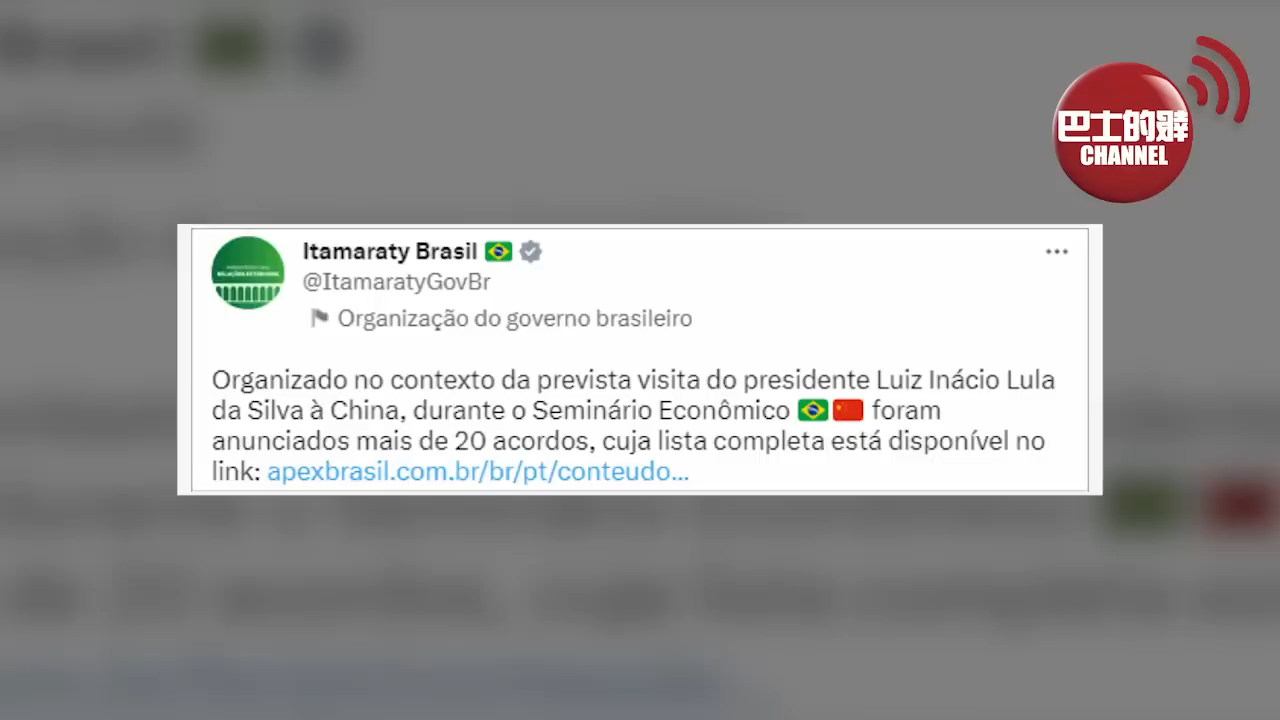 巴士的報
CHANNEL
Itamaraty Brasil
@ItamaratyGovBr
Organização do governo brasileiro
Organizado no contexto da prevista visita do presidente Luiz Inácio Lula
da Silva à China, durante o Seminário Econômico 🇧🇷🇨🇳 foram
anunciados mais de 20 acordos, cuja lista completa está disponível no
link: apexbrasil.com.br/br/pt/conteudo...